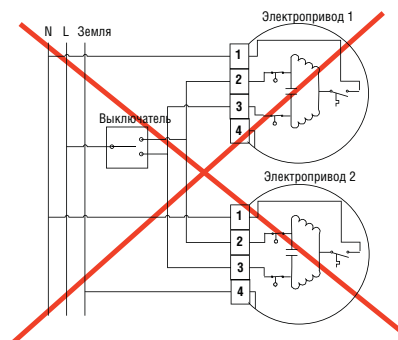 Электропривод 1
N L Земля
1
2
3
4
Выключатель
Электропривод 2
1
2
3
4